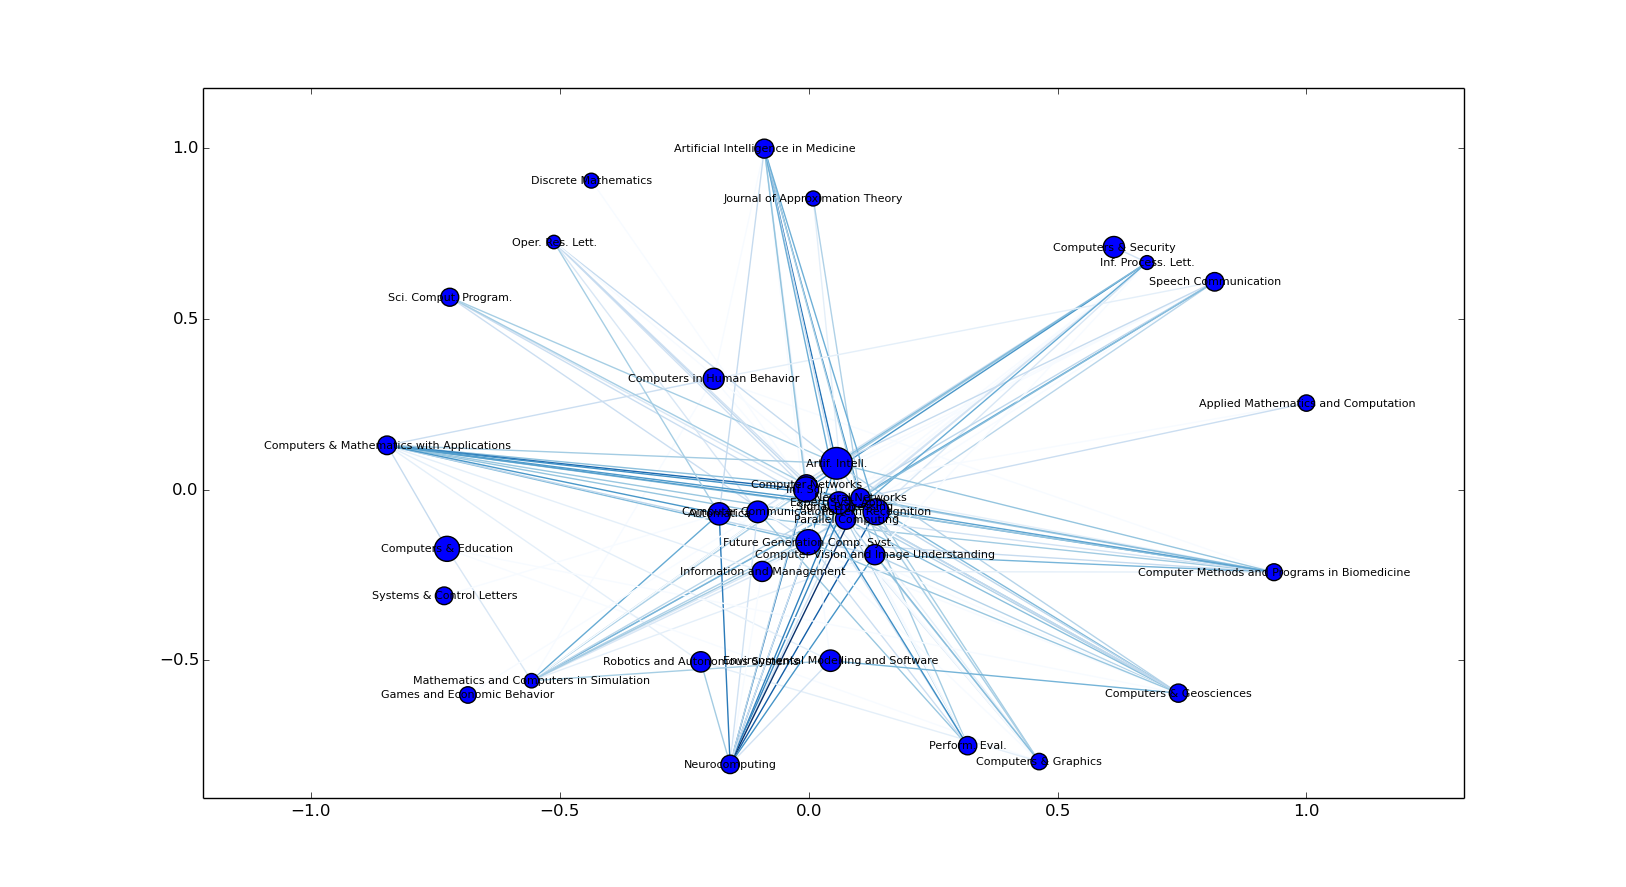 Artificial Intelligence in Medicine
1.0
Discrete Mathematics
Journal of Approximation Theory
Oper. Res. Lett.
Computers & Security
Inf. Process. Lett.
Speech Communication
Sci. Comput. Program.
0.5
Computers in Human Behavior
Applied Mathematics and Computation
Computers & Mathematics with Applications
Artif. Intell.
Computer Networks
0.0
Neural Networks
Automatica
Computer Communications
Pattern Recognition
Parallel Computing
Future Generation Comp. Syst.
Computers & Education
Computer Vision and Image Understanding
Information and Management
Computer Methods and Programs in Biomedicine
Systems & Control Letters
−0.5
Robotics and Autonomous Systems
Environmental Modelling and Software
Mathematics and Computers in Simulation
Games and Economic Behavior
Computers & Geosciences
Perform. Eval.
Computers & Graphics
Neurocomputing
−1.0
−0.5
0.0
0.5
1.0